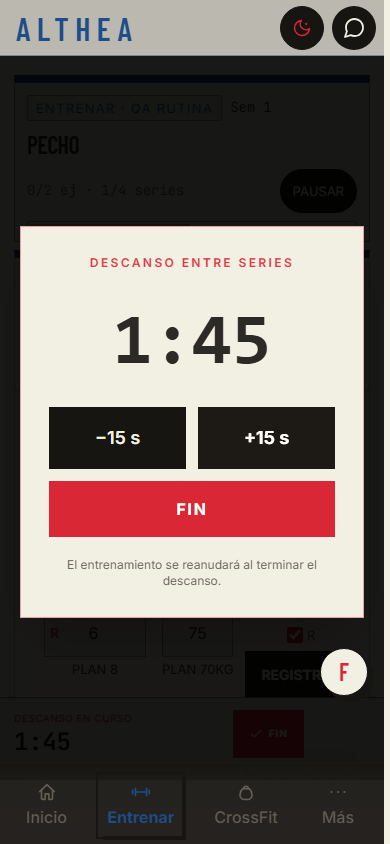 ALTHEA
ENTRENAR · QA RUTINA Sem 1
PECHO
0/2 ej · 1/4 series
PAUSAR
DESCANSO ENTRE SERIES
1:45
−15 s +15 s
FIN
El entrenamiento se reanudará al terminar el
descanso.
R 6 75 R
PLAN 8 PLAN 70KG
REGISTR
F
DESCANSO EN CURSO
1:45
FIN
Inicio Entrenar CrossFit Más